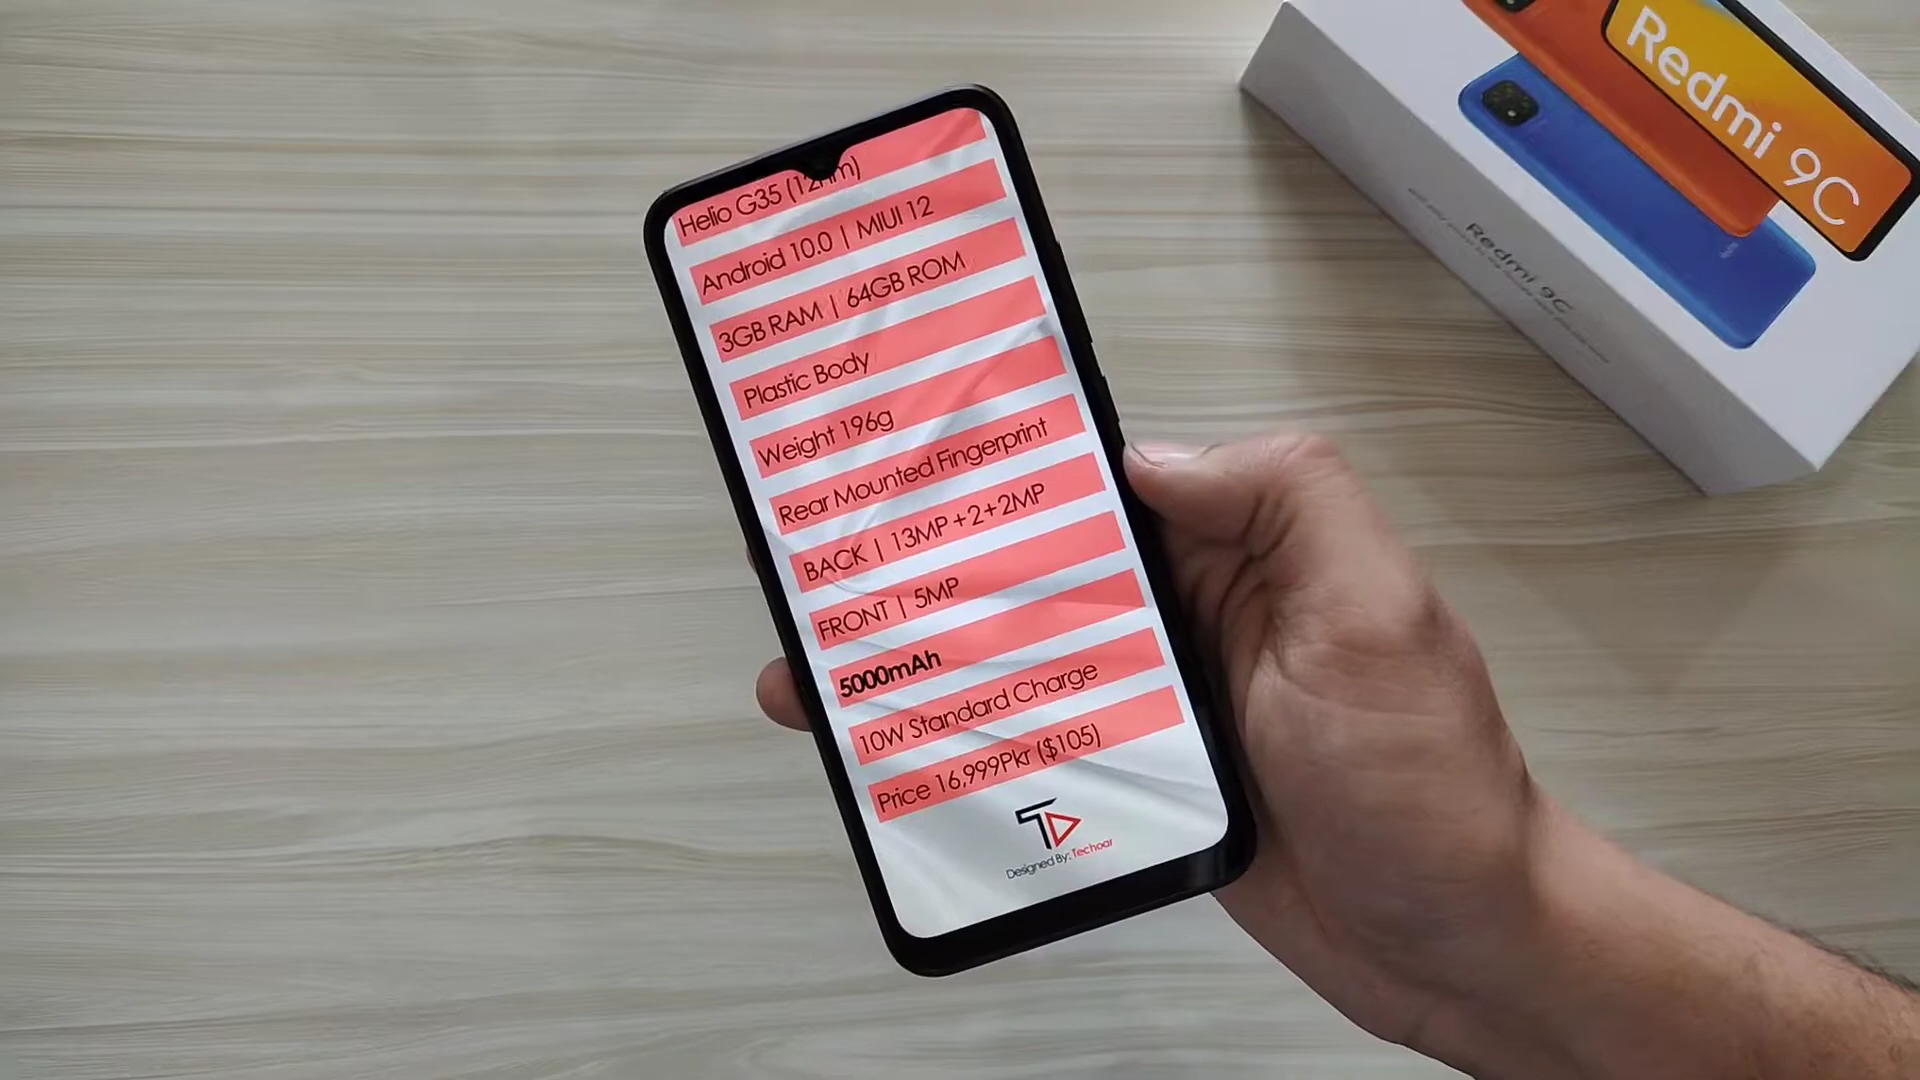 Helio G35 (12nm)
Android 10.0 | MIUI 12
3GB RAM | 64GB ROM
Plastic Body
Weight 196g
Rear Mounted Fingerprint
BACK | 13MP+2+2MP
FRONT | 5MP
5000mAh
10W Standard Charge
Price 16,999Pkr ($105)
Designed By: Techoar
Redmi 9C
Redmi 9C